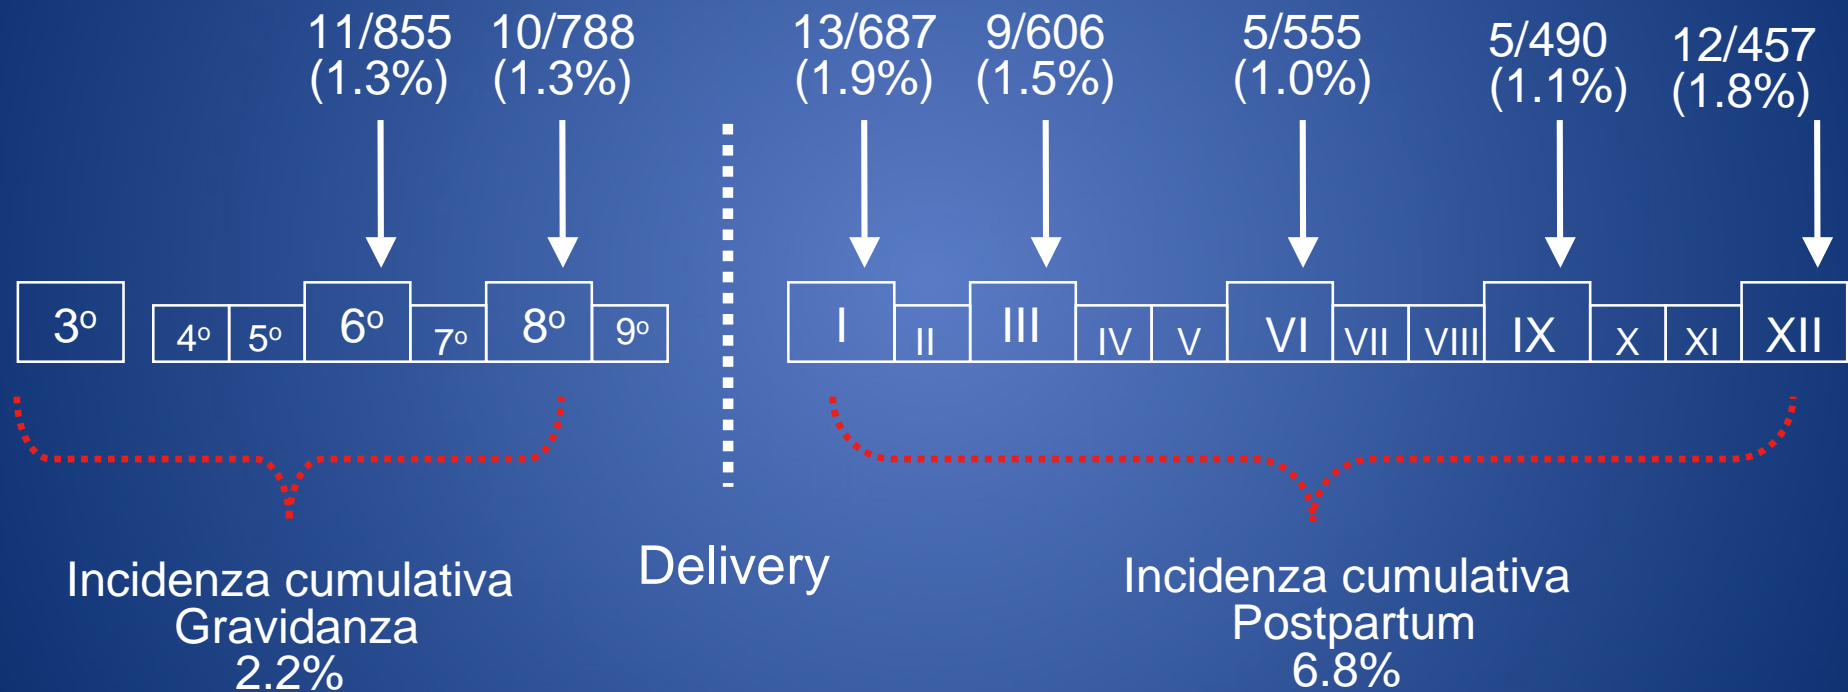 11/855 10/788 13/687 9/606 5/555 5/490 12/457
(1.3%) (1.3%) (1.9%) (1.5%) (1.0%) (1.1%) (1.8%)
3º 4º 5º 6º 7º 8º 9º I II III IV V VI VII VIII IX X XI XII
Delivery
Incidenza cumulativa
Gravidanza
2.2%
Incidenza cumulativa
Postpartum
6.8%